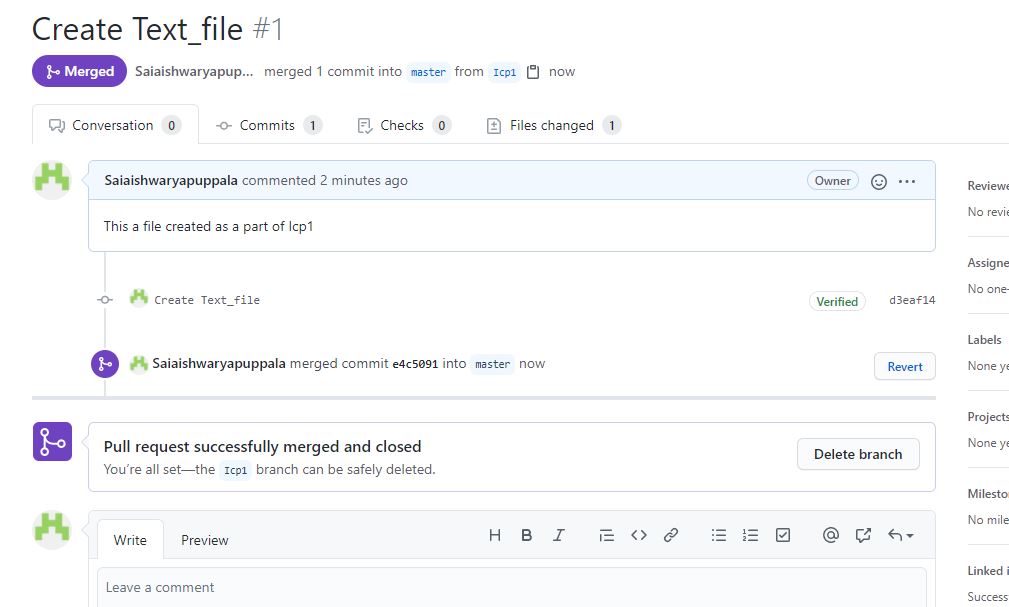 Create Text_file #1
Merged Saiaishwaryapup... merged 1 commit into master from Icp1 now
Conversation 0 Commits 1 Checks 0 Files changed 1
Saiaishwaryapuppala commented 2 minutes ago Owner
This a file created as a part of Icp1
Create Text_file Verified d3eaf14
Saiaishwaryapuppala merged commit e4c5091 into master now Revert
Pull request successfully merged and closed Delete branch
You're all set—the Icp1 branch can be safely deleted.
Write Preview
Leave a comment
Reviewe
No revie
Assigne
No one-
Labels
None ye
Projects
None ye
Milesto
No mile
Linked i
Success